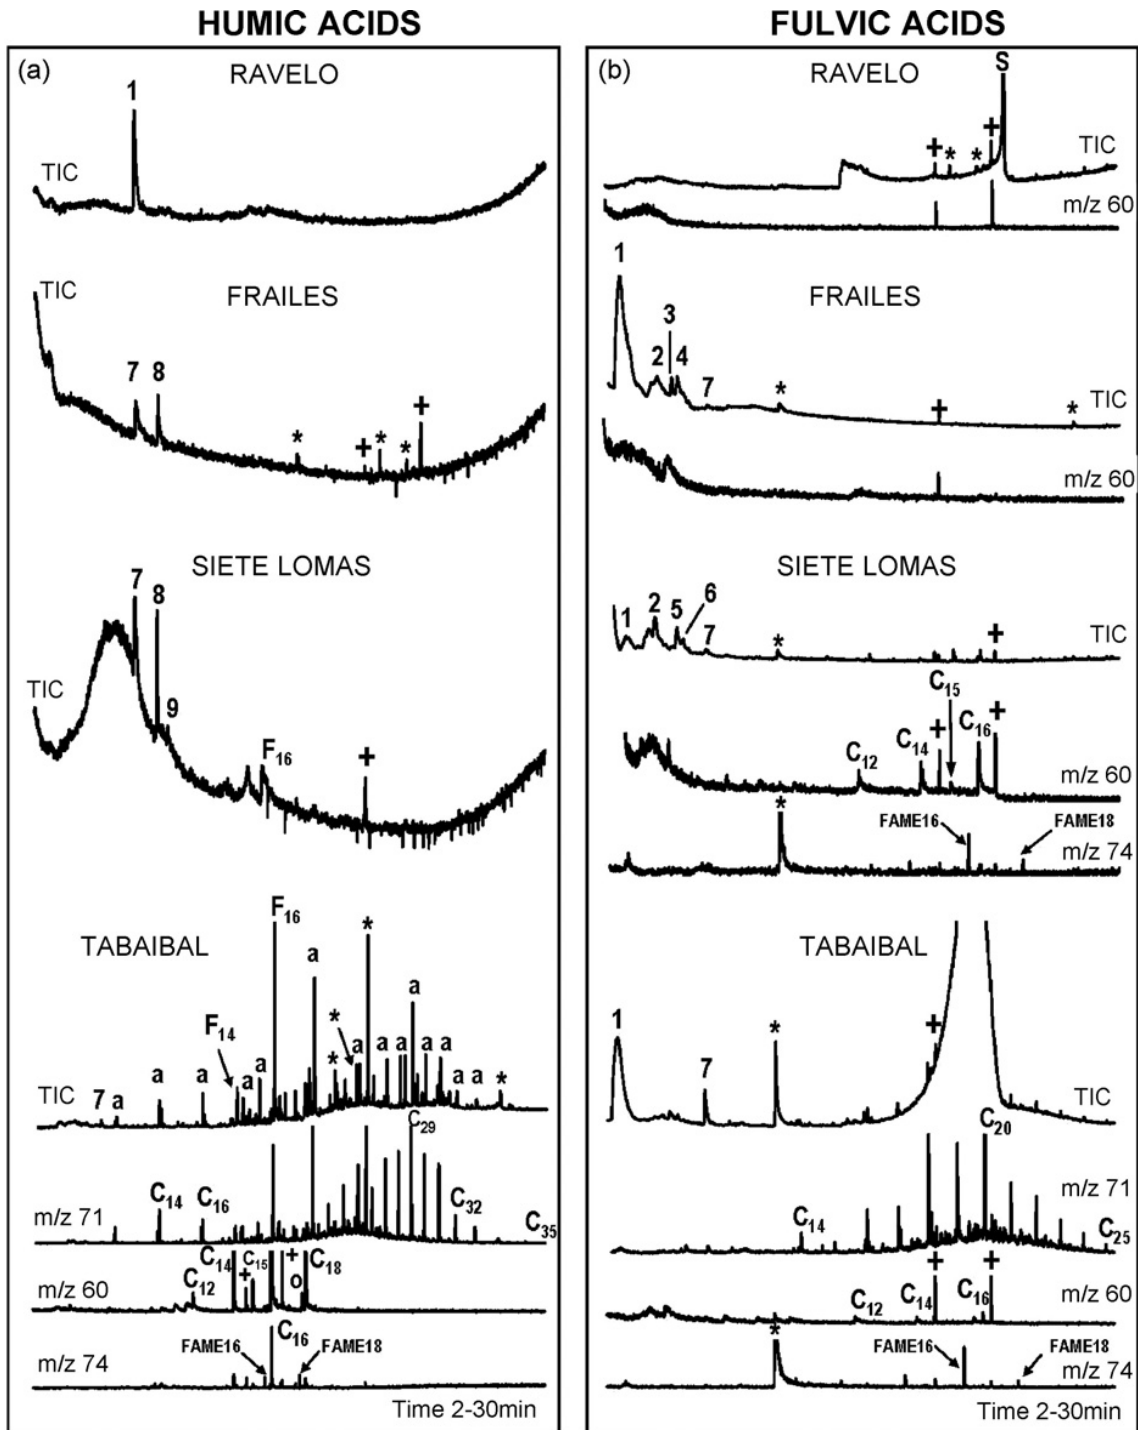 HUMIC ACIDS
(a)
RAVELO
1
TIC
FRAILES
TIC
7 8
* + * * +
SIETE LOMAS
7
8
TIC
9
F16
+
TABAIBAL
F16
*
a
a
F14
*
a a a a a
7 a a a a a * a a *
TIC
C29
C14 C16 C32
m/z 71
C35
C14 C15 + C18
C12 + o
m/z 60
C16
FAME16 FAME18
m/z 74
Time 2-30min
FULVIC ACIDS
(b)
RAVELO
S
+ * * +
TIC
m/z 60
FRAILES
1
3
2 4
7 * + *
TIC
m/z 60
SIETE LOMAS
6
1 2 5
7 * +
TIC
C15
C12 C14 + C16 +
m/z 60
*
FAME16 FAME18
m/z 74
TABAIBAL
1 7 * +
TIC
C20
m/z 71
C14 C25
+ +
m/z 60
C12 C14 C16
*
FAME16 FAME18
m/z 74
Time 2-30min